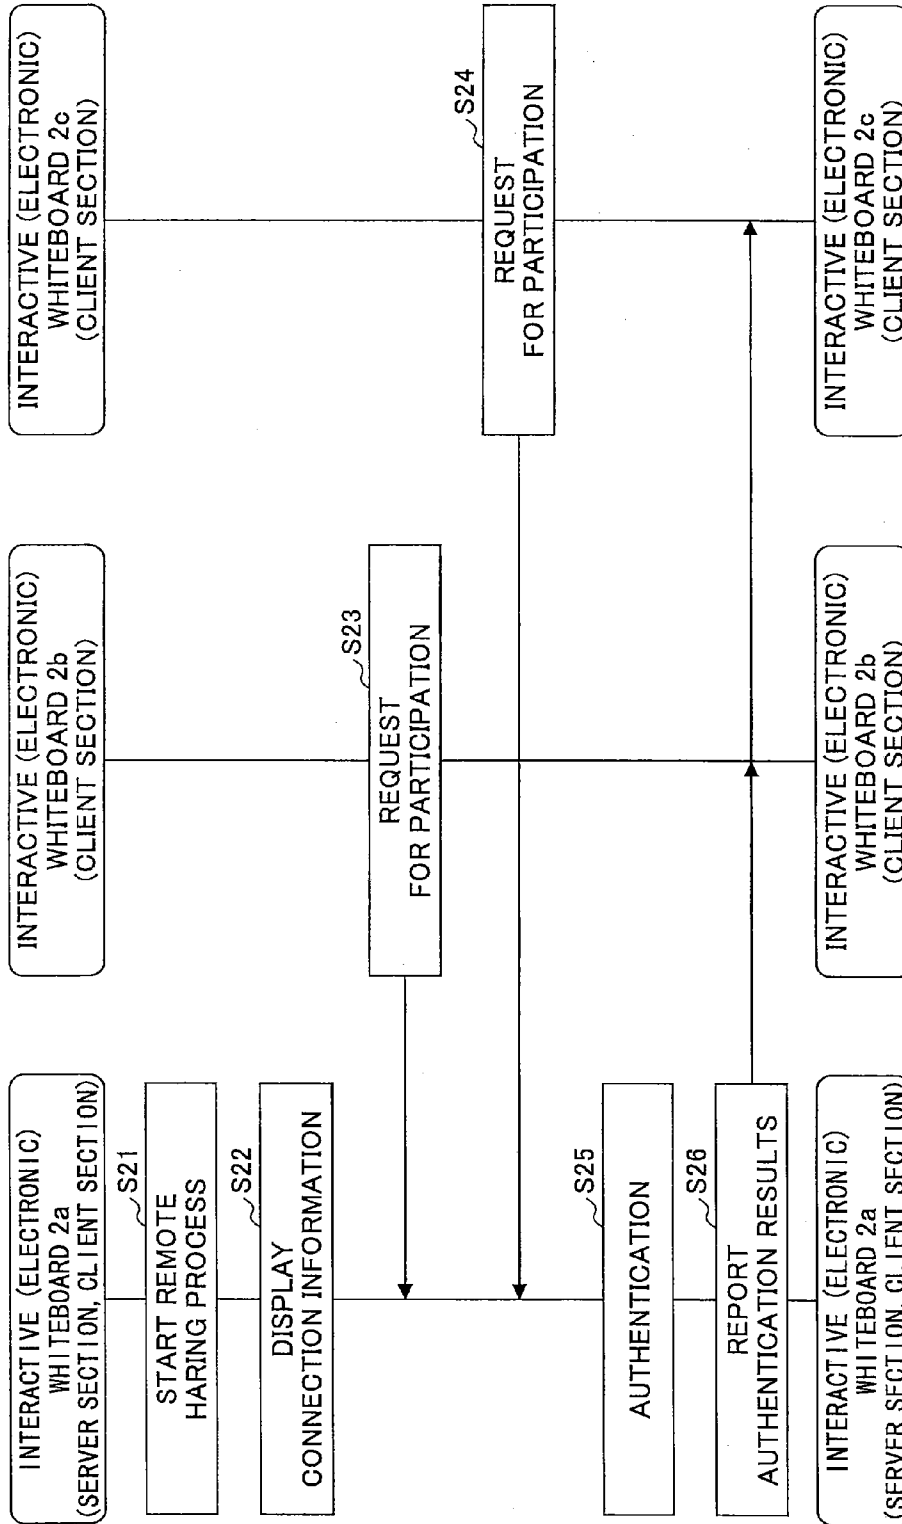 INTERACTIVE (ELECTRONIC)
WHITEBOARD 2a
(SERVER SECTION, CLIENT SECTION)
INTERACTIVE (ELECTRONIC)
WHITEBOARD 2b
(CLIENT SECTION)
INTERACTIVE (ELECTRONIC)
WHITEBOARD 2c
(CLIENT SECTION)
S21
START REMOTE
HARING PROCESS
S22
DISPLAY
CONNECTION INFORMATION
S23
REQUEST
FOR PARTICIPATION
S24
REQUEST
FOR PARTICIPATION
S25
AUTHENTICATION
S26
REPORT
AUTHENTICATION RESULTS
INTERACTIVE (ELECTRONIC)
WHITEBOARD 2a
(SERVER SECTION, CLIENT SECTION)
INTERACTIVE (ELECTRONIC)
WHITEBOARD 2b
(CLIENT SECTION)
INTERACTIVE (ELECTRONIC)
WHITEBOARD 2c
(CLIENT SECTION)